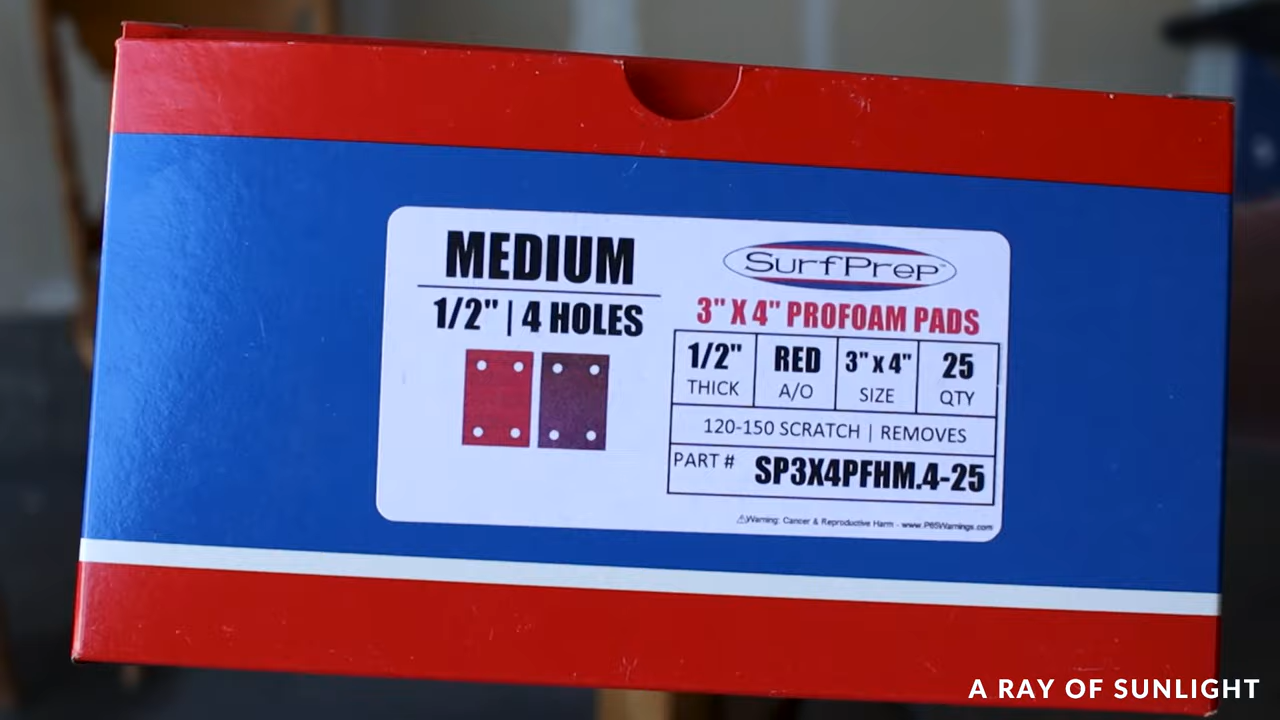 MEDIUM
1/2" | 4 HOLES
SurfPrep™
3" X 4" PROFOAM PADS
1/2" RED 3" x 4" 25
THICK A/O SIZE QTY
120-150 SCRATCH | REMOVES
PART # SP3X4PFHM.4-25
⚠Warning: Cancer & Reproductive Harm - www.P65Warnings.com
A RAY OF SUNLIGHT